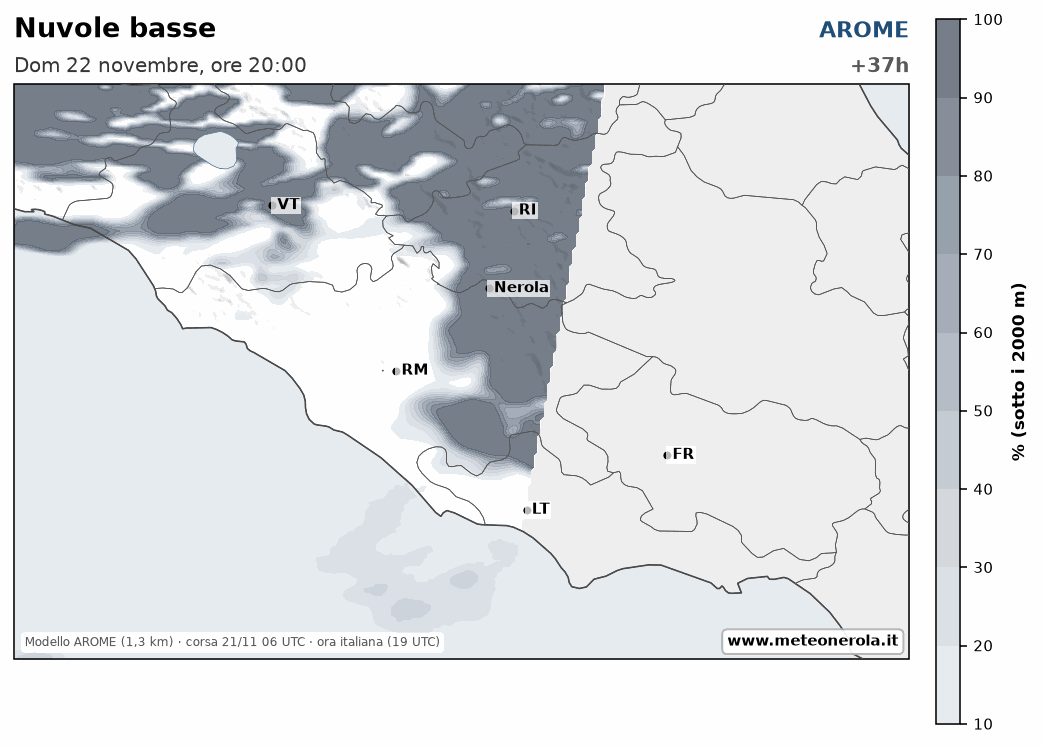 Nuvole basse
AROME
Dom 22 novembre, ore 20:00
+37h
VT
RI
Nerola
RM
FR
LT
Modello AROME (1,3 km) · corsa 21/11 06 UTC · ora italiana (19 UTC)
www.meteonerola.it
100
90
80
70
60
50
40
30
20
10
% (sotto i 2000 m)